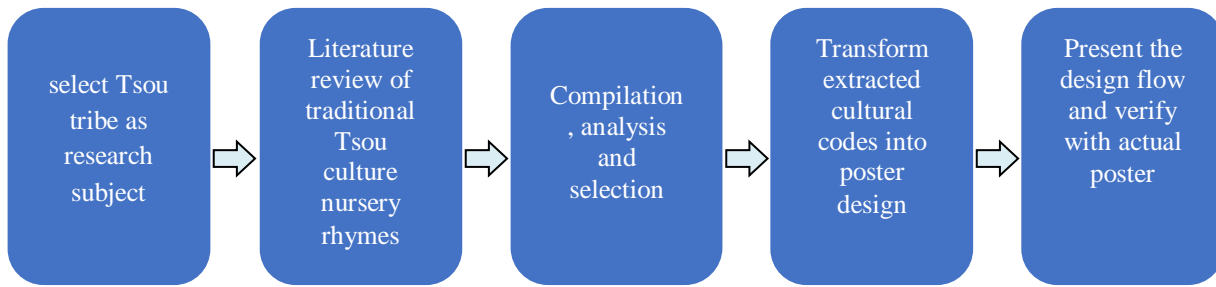 select Tsou
tribe as
research
subject
Literature
review of
traditional
Tsou
culture
nursery
rhymes
Compilation
, analysis
and
selection
Transform
extracted
cultural
codes into
poster
design
Present the
design flow
and verify
with actual
poster